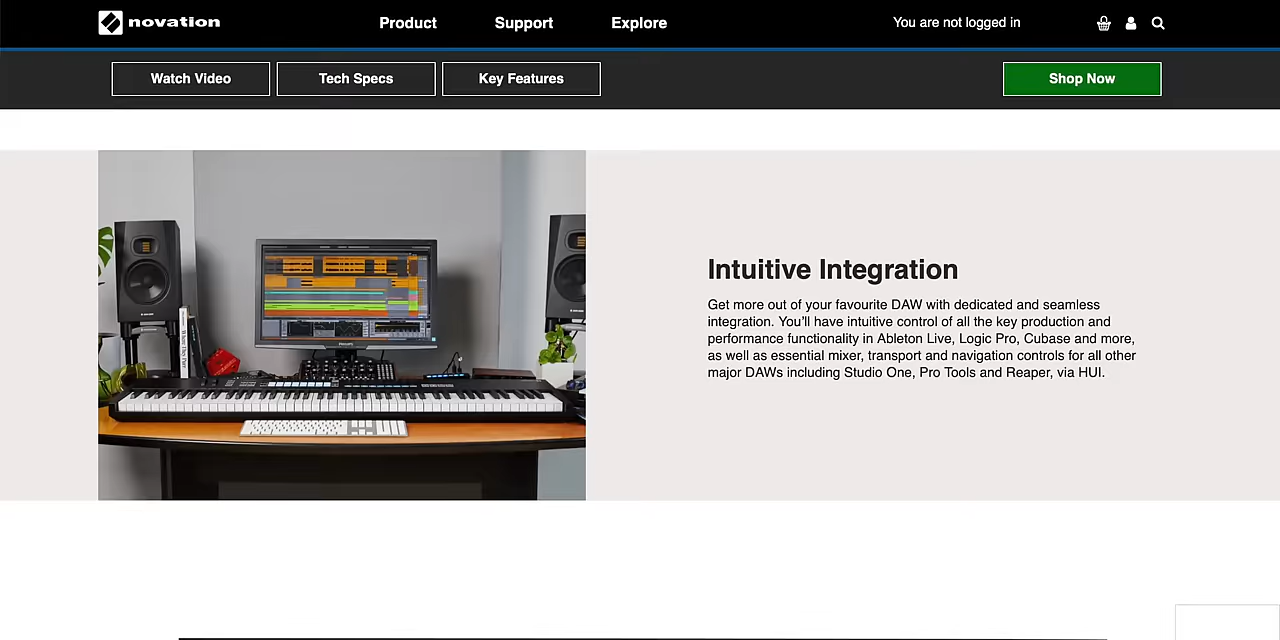 novation
Product
Support
Explore
You are not logged in
Watch Video
Tech Specs
Key Features
Shop Now
PHILIPS
Intuitive Integration
Get more out of your favourite DAW with dedicated and seamless
integration. You’ll have intuitive control of all the key production and
performance functionality in Ableton Live, Logic Pro, Cubase and more,
as well as essential mixer, transport and navigation controls for all other
major DAWs including Studio One, Pro Tools and Reaper, via HUI.